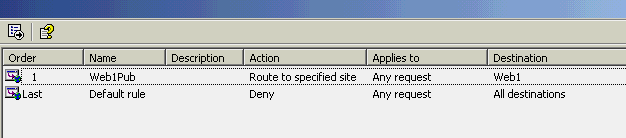 Order Name Description Action Applies to Destination
1 Web1Pub Route to specified site Any request Web1
Last Default rule Deny Any request All destinations